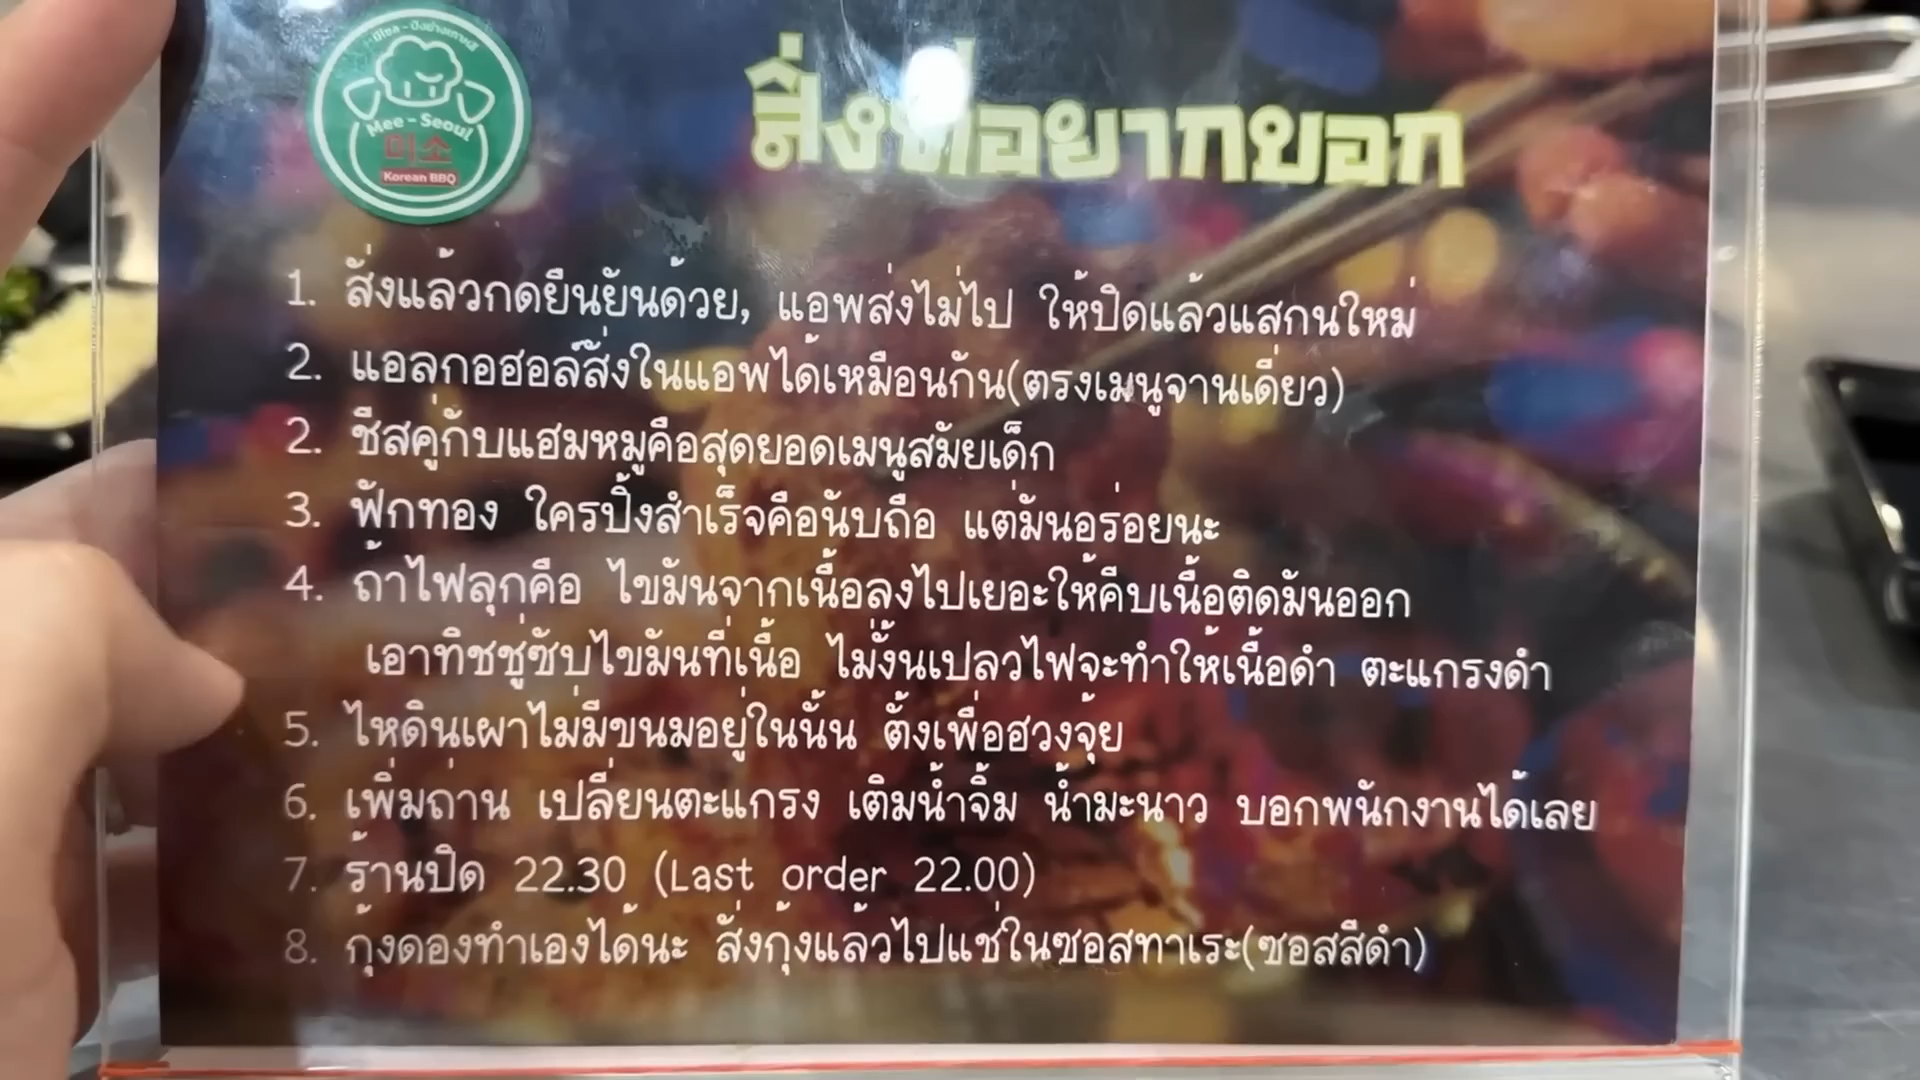 มีโซล - ปิ้งย่างเกาหลี
Mee - Seoul
미소
Korean BBQ
สิ่งที่อยากบอก
1. สั่งแล้วกดยืนยันด้วย, แอพส่งไม่ไป ให้ปิดแล้วแสกนใหม่
2. แอลกอฮอล์สั่งในแอพได้เหมือนกัน(ตรงเมนูจานเดี่ยว)
2. ชีสคู่กับแฮมหมูคือสุดยอดเมนูสมัยเด็ก
3. ฟักทอง ใครปิ้งสำเร็จคือนับถือ แต่มันอร่อยนะ
4. ถ้าไฟลุกคือ ไขมันจากเนื้อลงไปเยอะให้คีบเนื้อติดมันออก
เอาทิชชู่ซับไขมันที่เนื้อ ไม่งั้นเปลวไฟจะทำให้เนื้อดำ ตะแกรงดำ
5. ไหดินเผาไม่มีขนมอยู่ในนั้น ตั้งเพื่อฮวงจุ้ย
6. เพิ่มถ่าน เปลี่ยนตะแกรง เติมน้ำจิ้ม น้ำมะนาว บอกพนักงานได้เลย
7. ร้านปิด 22.30 (Last order 22.00)
8. กุ้งดองทำเองได้นะ สั่งกุ้งแล้วไปแช่ในซอสทาเระ(ซอสสีดำ)